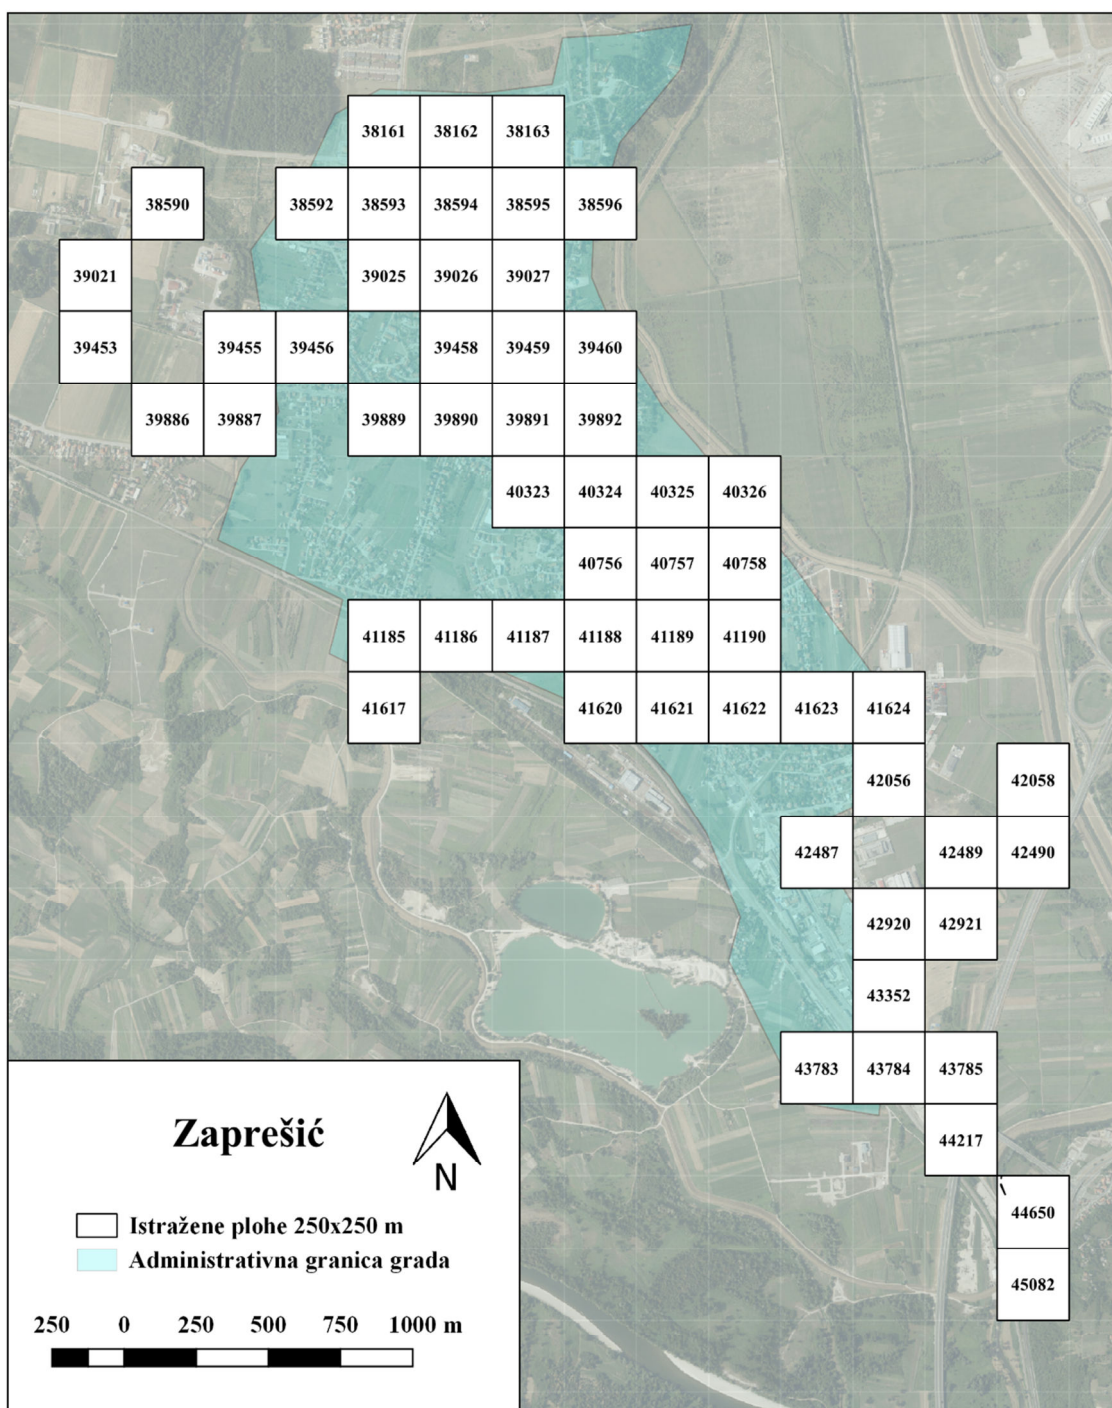 38161 38162 38163
38590 38592 38593 38594 38595 38596
39021 39025 39026 39027
39453 39455 39456 39458 39459 39460
39886 39887 39889 39890 39891 39892
40323 40324 40325 40326
40756 40757 40758
41185 41186 41187 41188 41189 41190
41617 41620 41621 41622 41623 41624
42056 42058
42487 42489 42490
42920 42921
43352
43783 43784 43785
44217
44650
45082
Zaprešić
N
Istražene plohe 250x250 m
Administrativna granica grada
250 0 250 500 750 1000 m